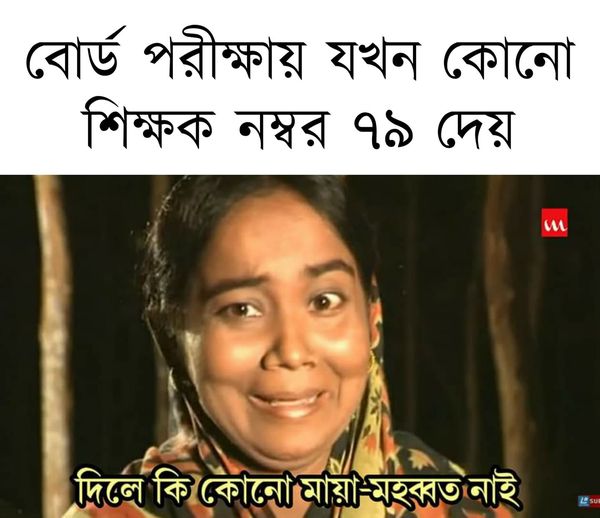 বোর্ড পরীক্ষায় যখন কোনো
শিক্ষক নম্বর ৭৯ দেয়
দিলে কি কোনো মায়া-মহব্বত নাই